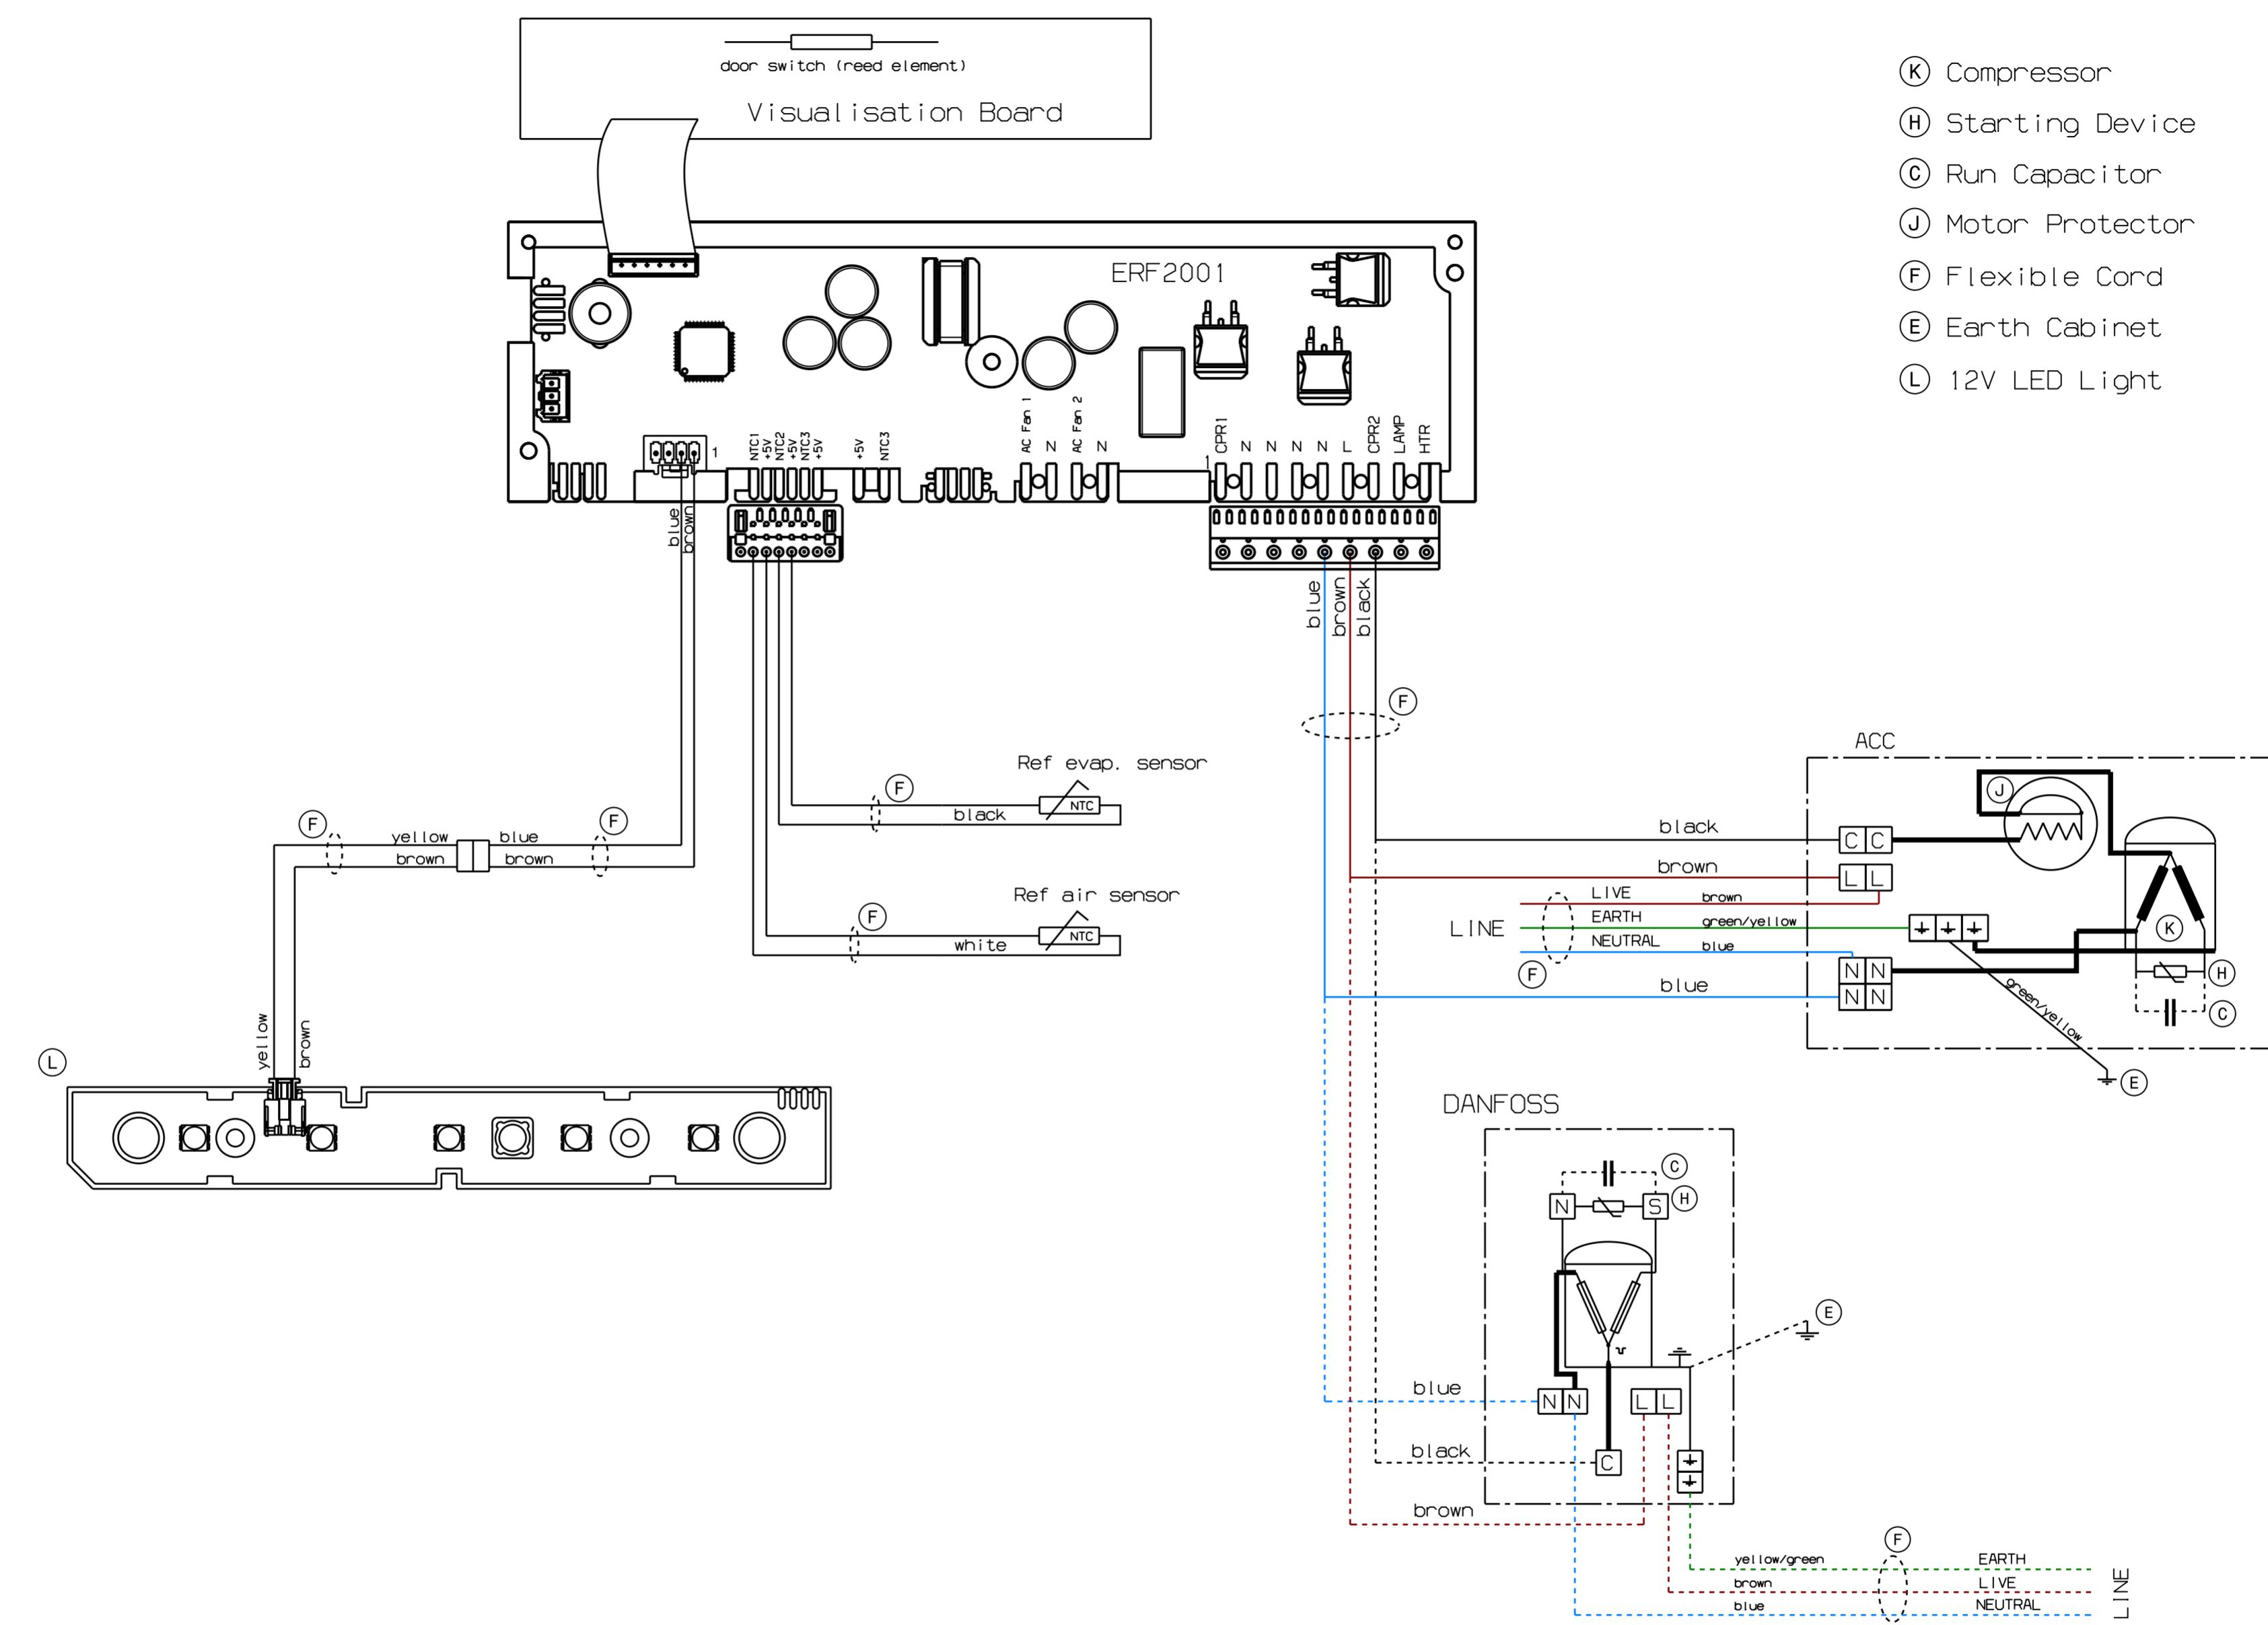 door switch (reed element)
Visualisation Board
K Compressor
H Starting Device
C Run Capacitor
J Motor Protector
F Flexible Cord
E Earth Cabinet
L 12V LED Light
ERF2001
1
NTC1
+5V
NTC2
+5V
NTC3
+5V
+5V
NTC3
AC Fan 1
N
AC Fan 2
N
1
CPR1
N
N
N
N
L
CPR2
LAMP
HTR
blue
brown
blue
brown
black
F
Ref evap. sensor
F
NTC
black
Ref air sensor
F
NTC
white
F
yellow
brown
blue
brown
F
yellow
brown
L
ACC
black
C C
J
brown
L L
LINE
LIVE
brown
EARTH
green/yellow
NEUTRAL
blue
F
blue
N N
N N
K
H
C
green/yellow
E
DANFOSS
C
N
S
H
E
blue
N N
L L
black
C
brown
F
yellow/green
EARTH
brown
LIVE
blue
NEUTRAL
LINE